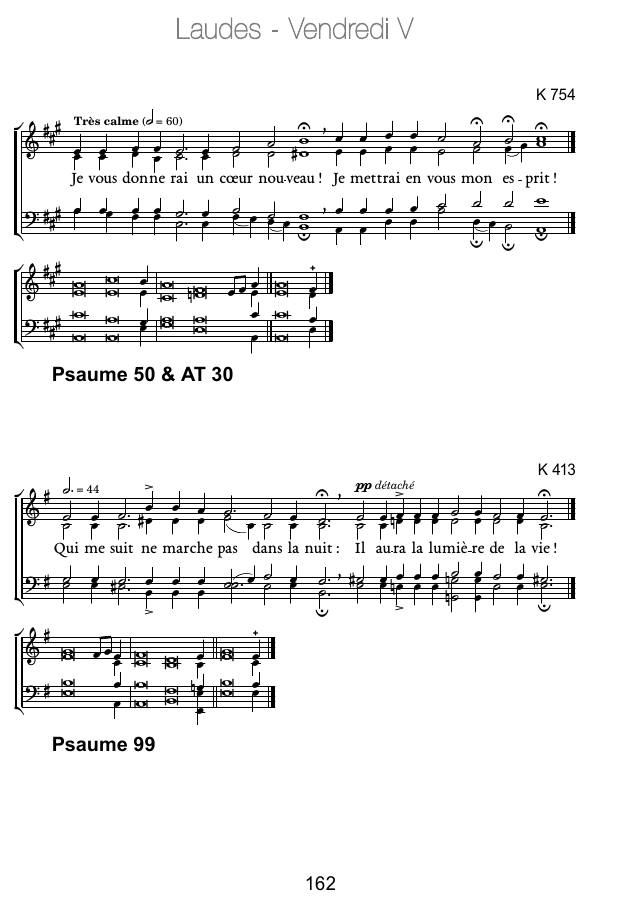 Laudes - Vendredi V
K 754
Très calme (𝅗𝅥 = 60)
Je vous donne rai un cœur nou-veau ! Je mettrai en vous mon es - prit !
Psaume 50 & AT 30
K 413
𝅗𝅥. = 44 pp détaché
Qui me suit ne marche pas dans la nuit : Il au-ra la lumiè-re de la vie !
Psaume 99
162